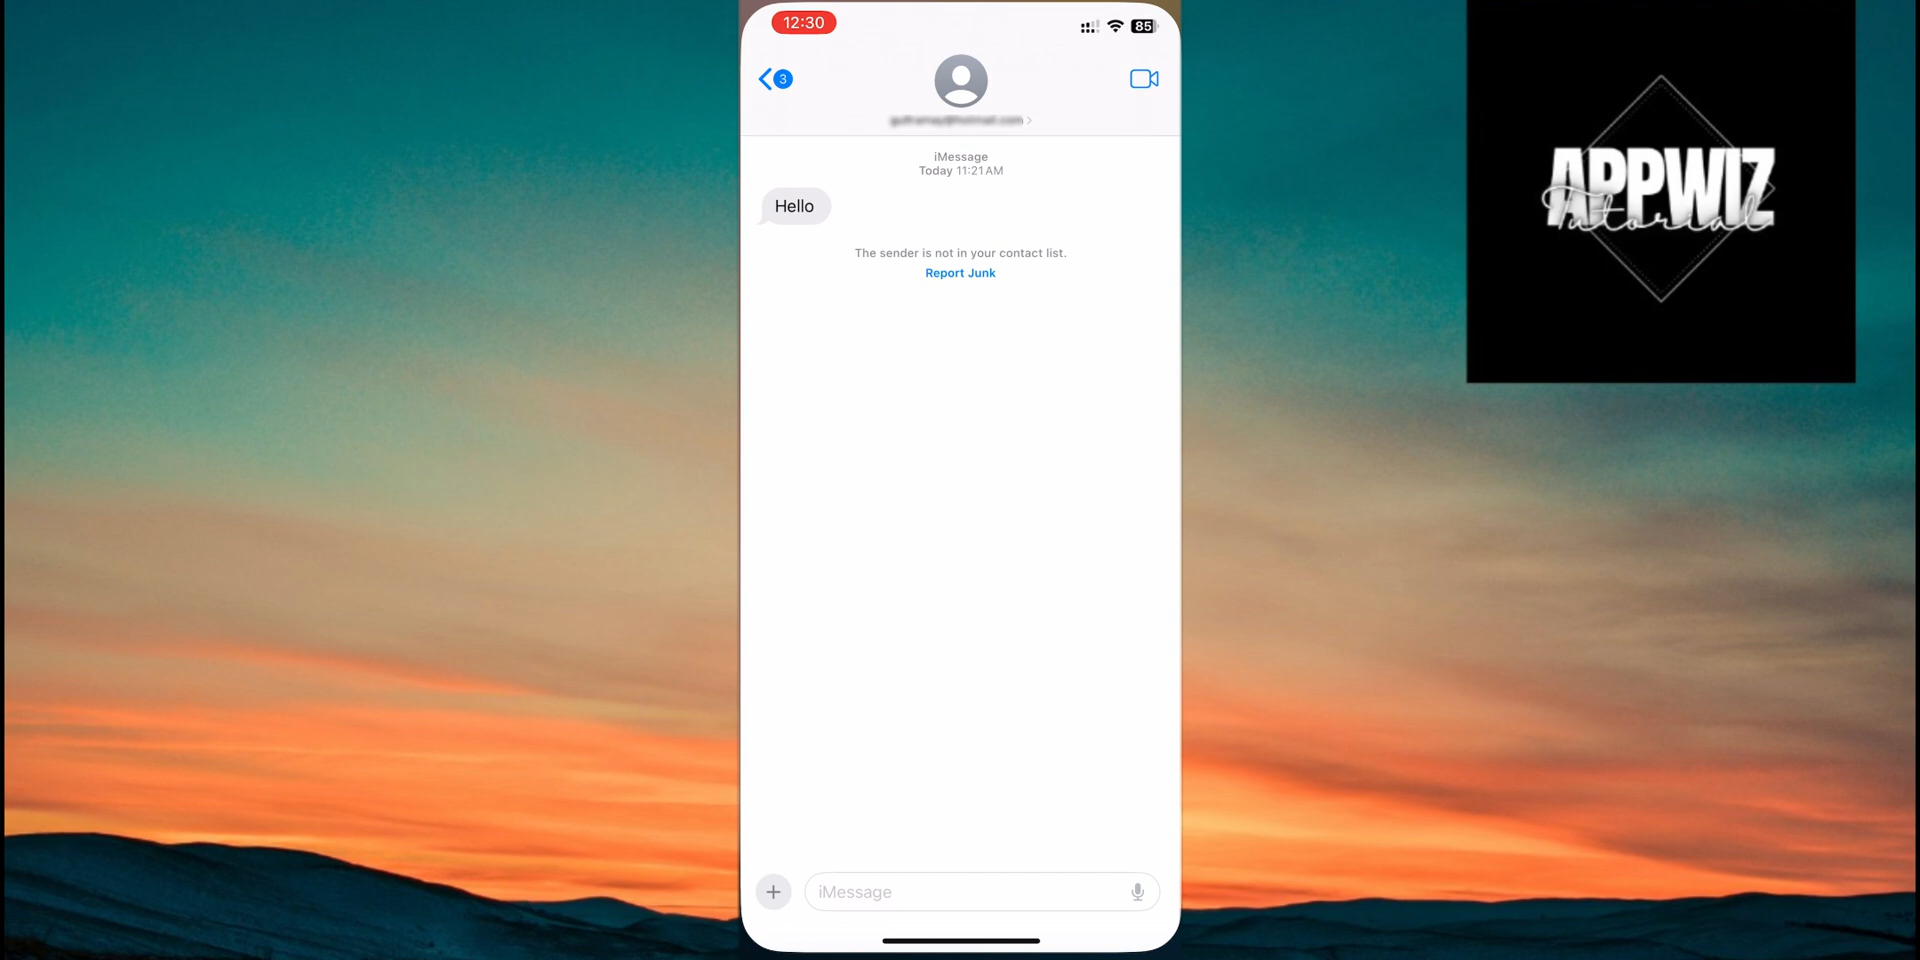 12:30
85
3
iMessage
Today 11:21 AM
Hello
The sender is not in your contact list.
Report Junk
iMessage
APPWIZ
Tutorial